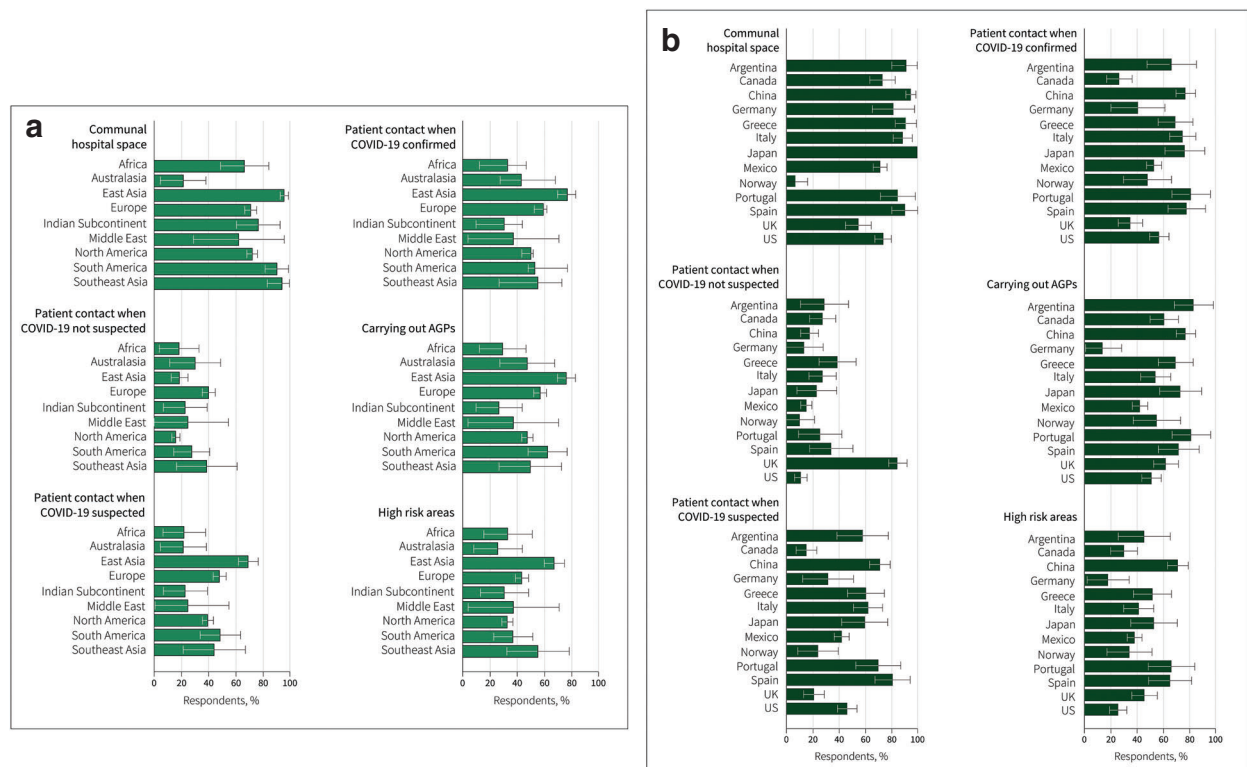 a
Communal
hospital space
Africa
Australasia
East Asia
Europe
Indian Subcontinent
Middle East
North America
South America
Southeast Asia
Patient contact when
COVID-19 not suspected
Africa
Australasia
East Asia
Europe
Indian Subcontinent
Middle East
North America
South America
Southeast Asia
Patient contact when
COVID-19 suspected
Africa
Australasia
East Asia
Europe
Indian Subcontinent
Middle East
North America
South America
Southeast Asia
0 20 40 60 80 100
Respondents, %
Patient contact when
COVID-19 confirmed
Africa
Australasia
East Asia
Europe
Indian Subcontinent
Middle East
North America
South America
Southeast Asia
Carrying out AGPs
Africa
Australasia
East Asia
Europe
Indian Subcontinent
Middle East
North America
South America
Southeast Asia
High risk areas
Africa
Australasia
East Asia
Europe
Indian Subcontinent
Middle East
North America
South America
Southeast Asia
0 20 40 60 80 100
Respondents, %
b
Communal
hospital space
Argentina
Canada
China
Germany
Greece
Italy
Japan
Mexico
Norway
Portugal
Spain
UK
US
Patient contact when
COVID-19 not suspected
Argentina
Canada
China
Germany
Greece
Italy
Japan
Mexico
Norway
Portugal
Spain
UK
US
Patient contact when
COVID-19 suspected
Argentina
Canada
China
Germany
Greece
Italy
Japan
Mexico
Norway
Portugal
Spain
UK
US
0 20 40 60 80 100
Respondents, %
Patient contact when
COVID-19 confirmed
Argentina
Canada
China
Germany
Greece
Italy
Japan
Mexico
Norway
Portugal
Spain
UK
US
Carrying out AGPs
Argentina
Canada
China
Germany
Greece
Italy
Japan
Mexico
Norway
Portugal
Spain
UK
US
High risk areas
Argentina
Canada
China
Germany
Greece
Italy
Japan
Mexico
Norway
Portugal
Spain
UK
US
0 20 40 60 80 100
Respondents, %